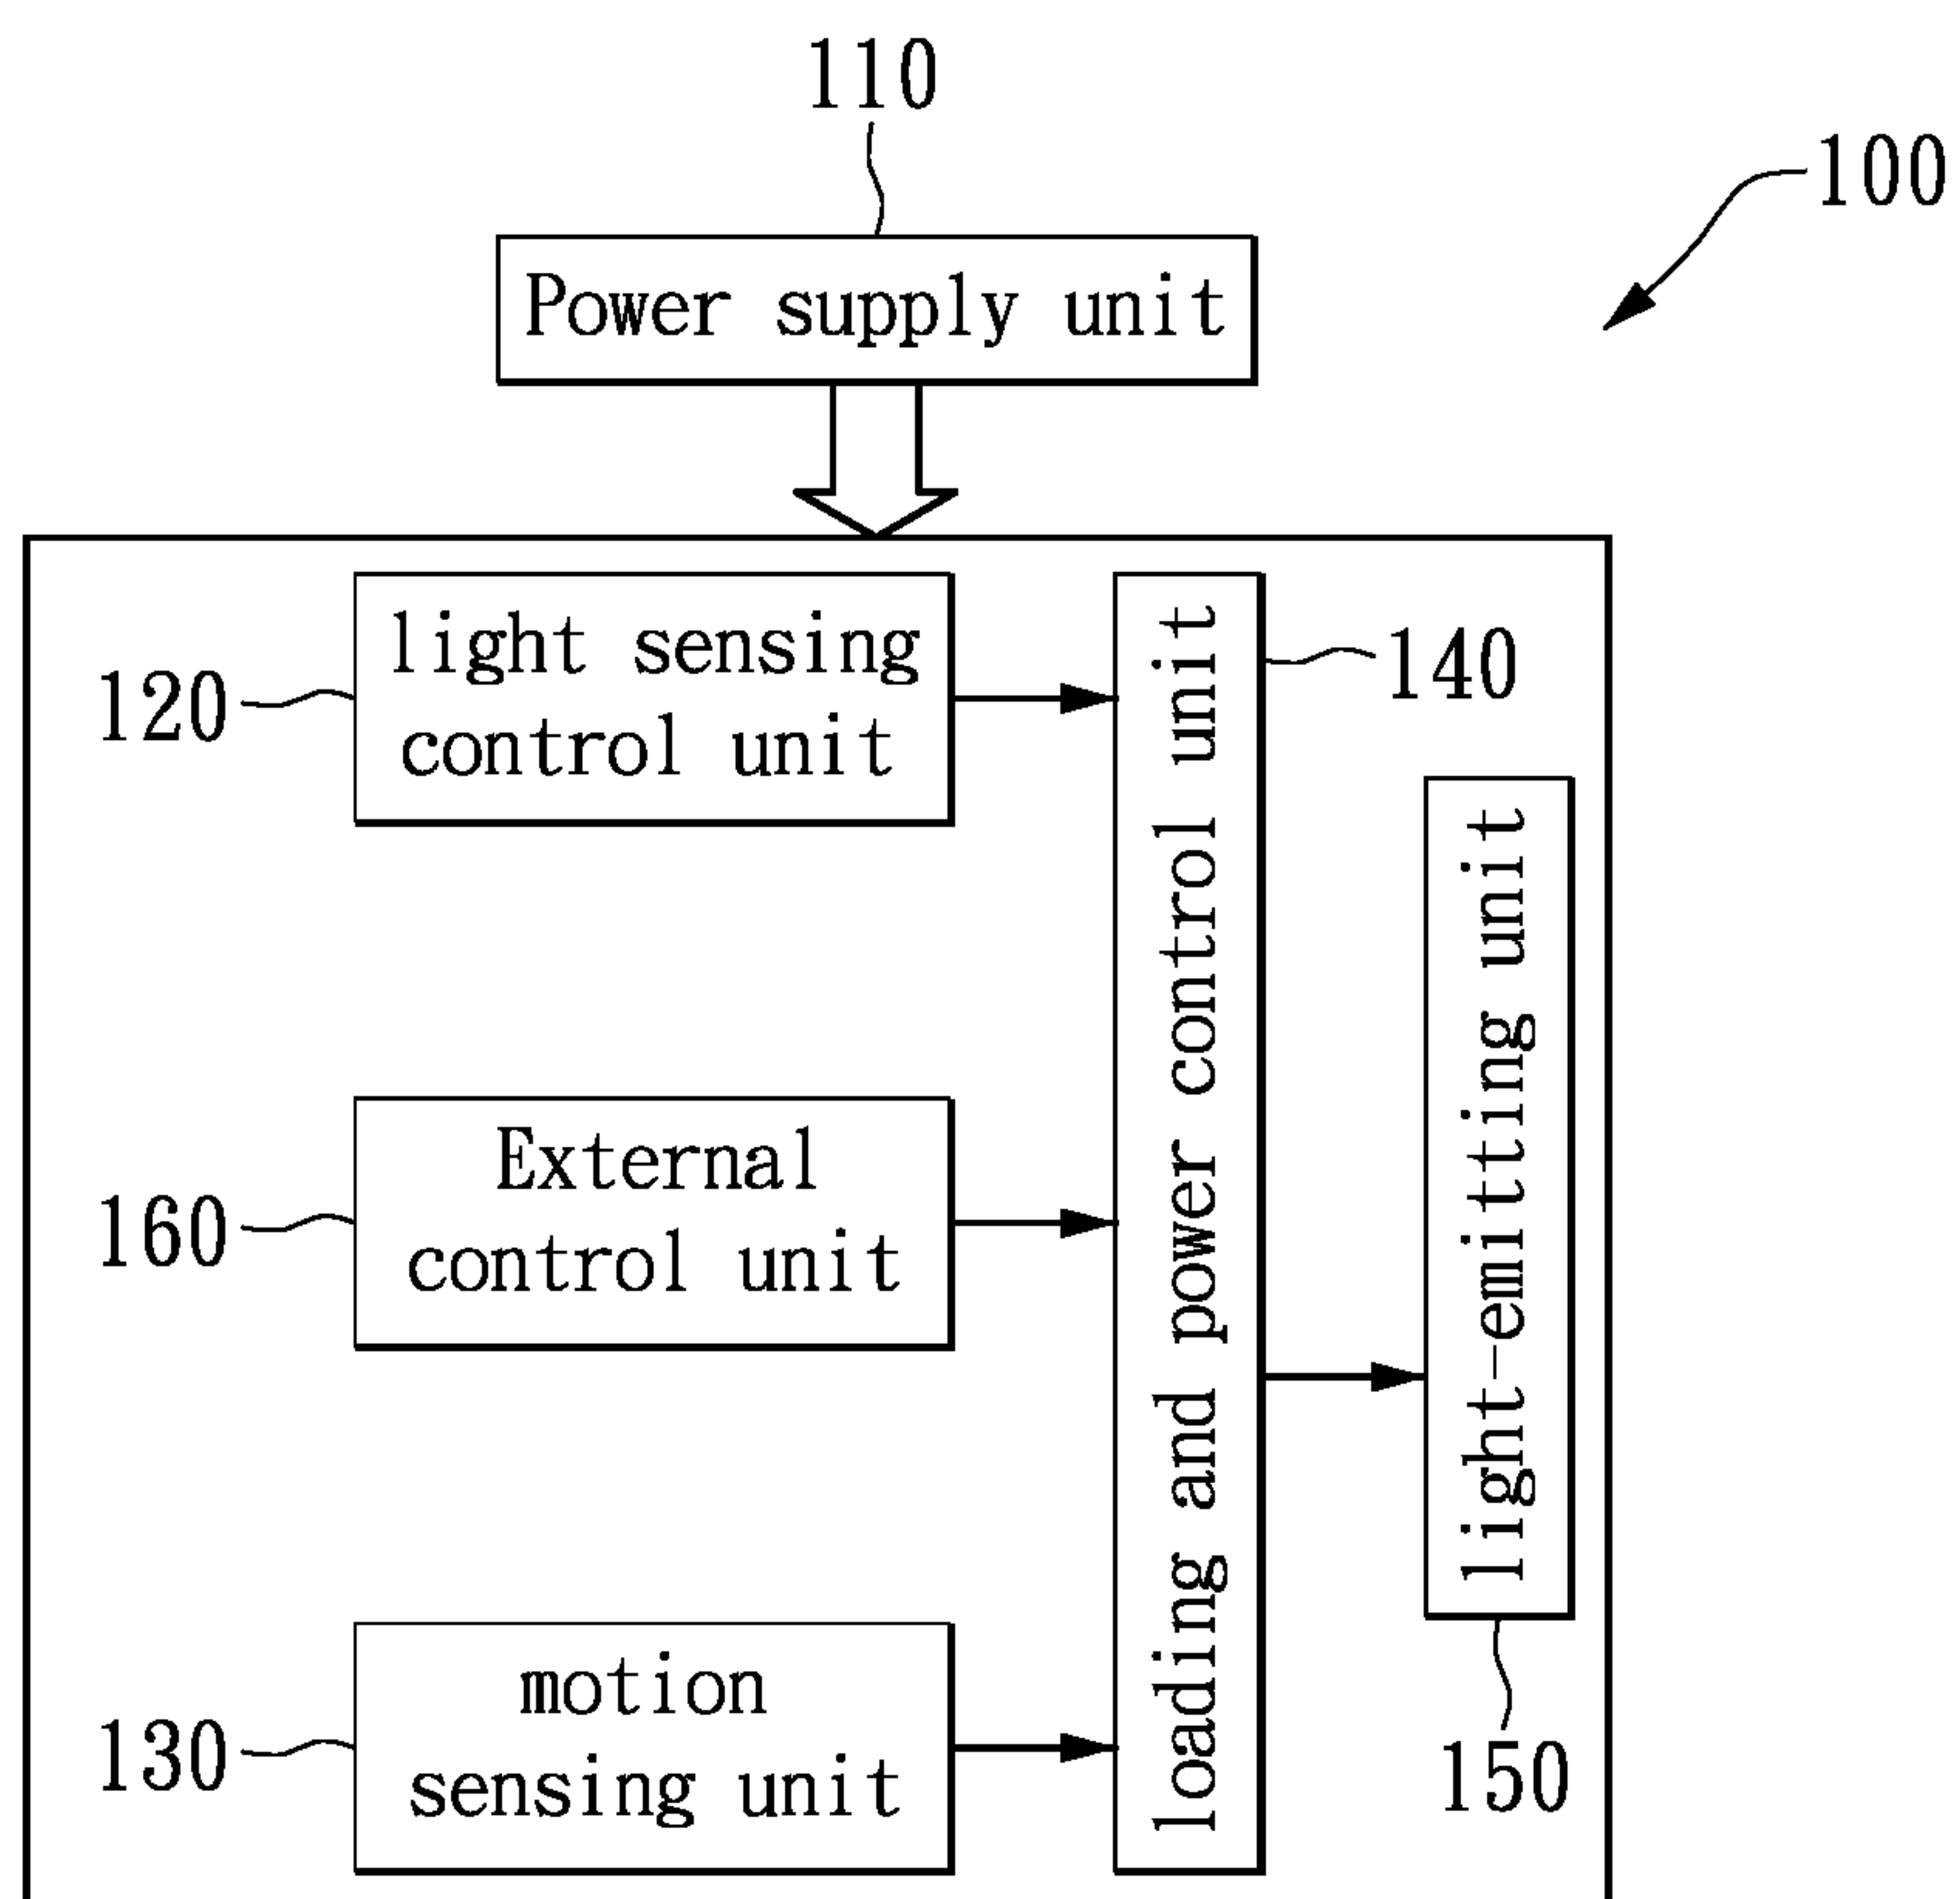 110
100
Power supply unit
light sensing
control unit
120
140
loading and power control unit
light-emitting unit
External
control unit
160
motion
sensing unit
130
150